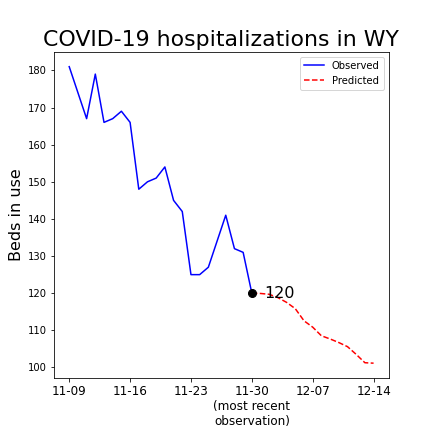 COVID-19 hospitalizations in WY
Observed
Predicted
Beds in use
180
170
160
150
140
130
120
110
100
120
11-09
11-16
11-23
11-30
12-07
12-14
(most recent
observation)